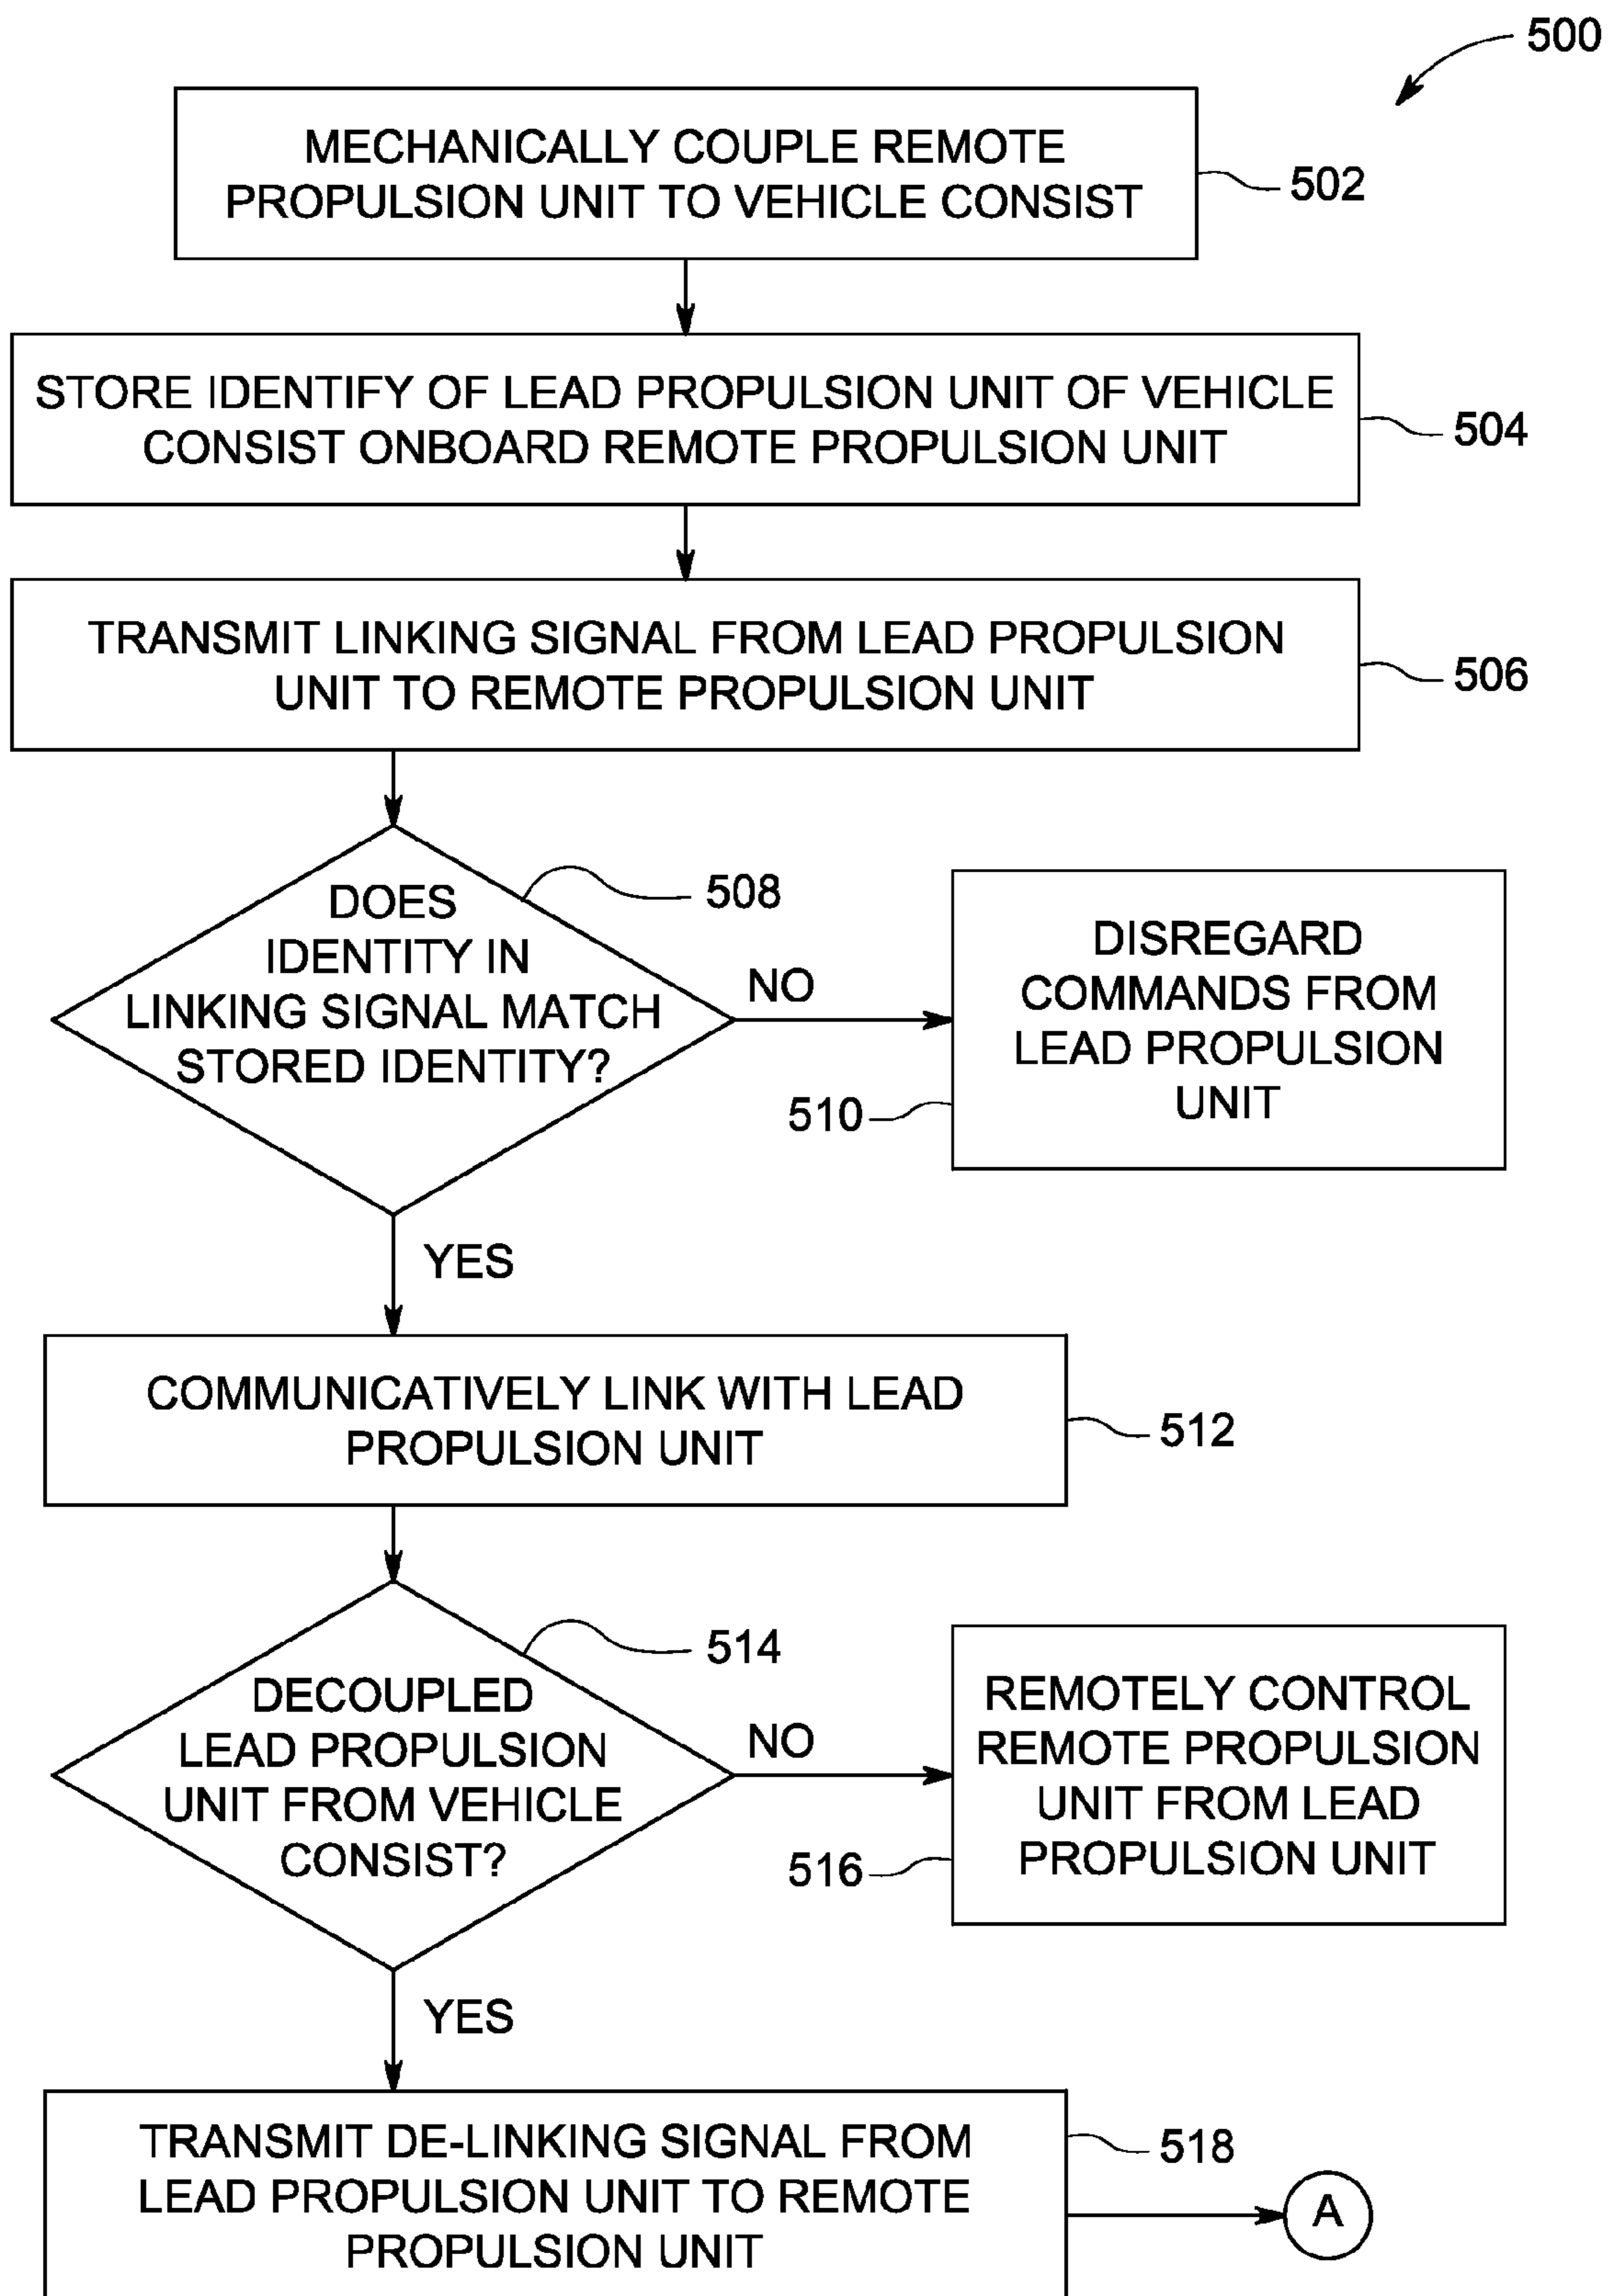 500
MECHANICALLY COUPLE REMOTE
PROPULSION UNIT TO VEHICLE CONSIST
502
STORE IDENTIFY OF LEAD PROPULSION UNIT OF VEHICLE
CONSIST ONBOARD REMOTE PROPULSION UNIT
504
TRANSMIT LINKING SIGNAL FROM LEAD PROPULSION
UNIT TO REMOTE PROPULSION UNIT
506
DOES
IDENTITY IN
LINKING SIGNAL MATCH
STORED IDENTITY?
508
NO
DISREGARD
COMMANDS FROM
LEAD PROPULSION
UNIT
510
YES
COMMUNICATIVELY LINK WITH LEAD
PROPULSION UNIT
512
DECOUPLED
LEAD PROPULSION
UNIT FROM VEHICLE
CONSIST?
514
NO
REMOTELY CONTROL
REMOTE PROPULSION
UNIT FROM LEAD
PROPULSION UNIT
516
YES
TRANSMIT DE-LINKING SIGNAL FROM
LEAD PROPULSION UNIT TO REMOTE
PROPULSION UNIT
518
A